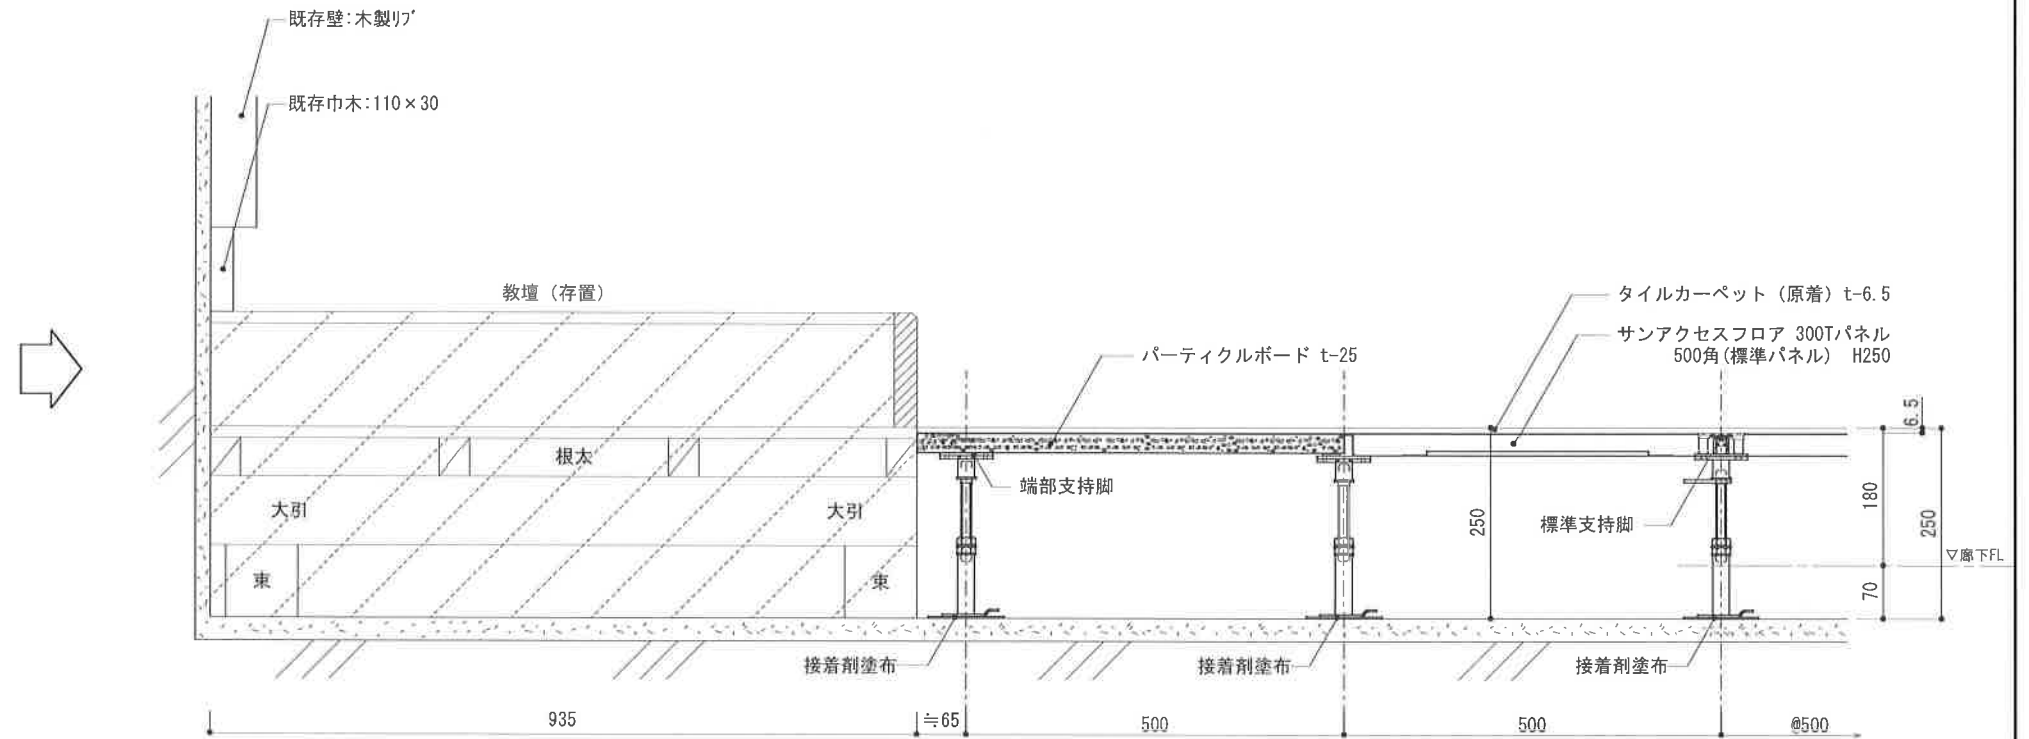 既存壁：木製ﾘﾌﾞ
既存巾木：110×30
教壇（存置）
タイルカーペット（原着）t-6.5
サンアクセスフロア 300Tパネル
500角(標準パネル) H250
パーティクルボード t-25
6.5
根太
端部支持脚
大引
大引
250
標準支持脚
180
250
▽廊下FL
束
束
70
接着剤塗布
接着剤塗布
接着剤塗布
935
≒65
500
500
@500